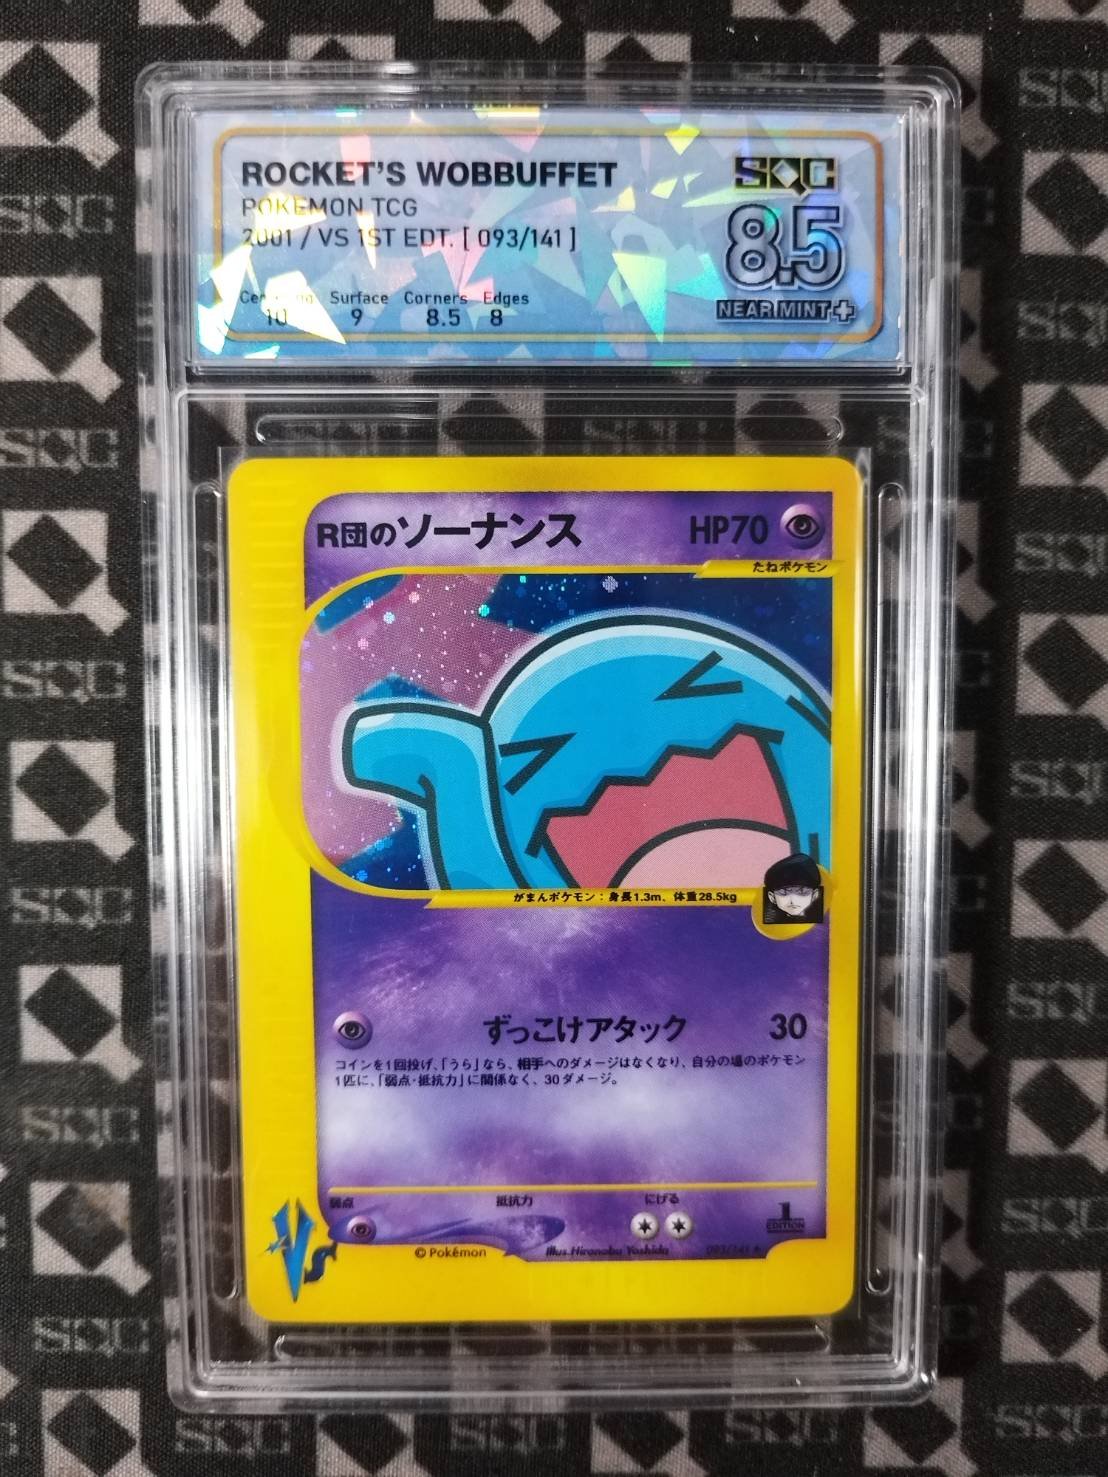 ROCKET'S WOBBUFFET
POKEMON TCG
2001 / VS 1ST EDT. [ 093/141 ]
Surface Corners Edges
10 9 8.5 8
SQC
8.5
NEAR MINT+
R団のソーナンス HP70
たねポケモン
がまんポケモン：身長1.3m、体重28.5kg
ずっこけアタック 30
コインを1回投げ、「うら」なら、相手へのダメージはなくなり、自分の場のポケモン
1匹に、「弱点・抵抗力」に関係なく、30ダメージ。
弱点 抵抗力 にげる
1
EDITION
©Pokémon Illus.Hironobu Yoshida 093/141 ★
VS